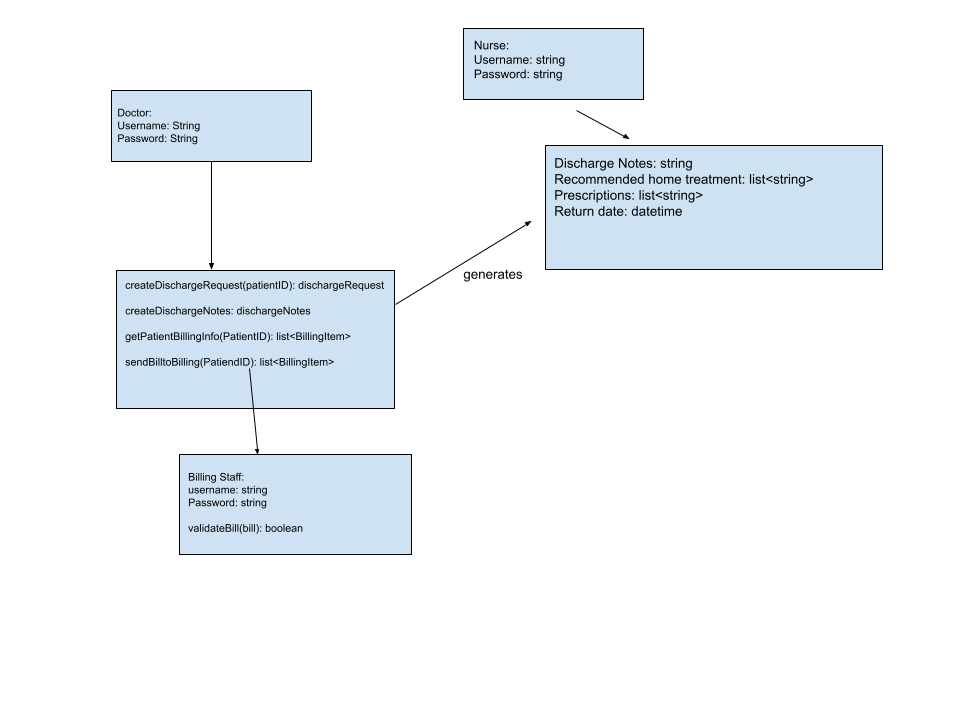 Nurse:
Username: string
Password: string
Doctor:
Username: String
Password: String
Discharge Notes: string
Recommended home treatment: list<string>
Prescriptions: list<string>
Return date: datetime
generates
createDischargeRequest(patientID): dischargeRequest
createDischargeNotes: dischargeNotes
getPatientBillingInfo(PatientID): list<BillingItem>
sendBilltoBilling(PatiendID): list<BillingItem>
Billing Staff:
username: string
Password: string
validateBill(bill): boolean